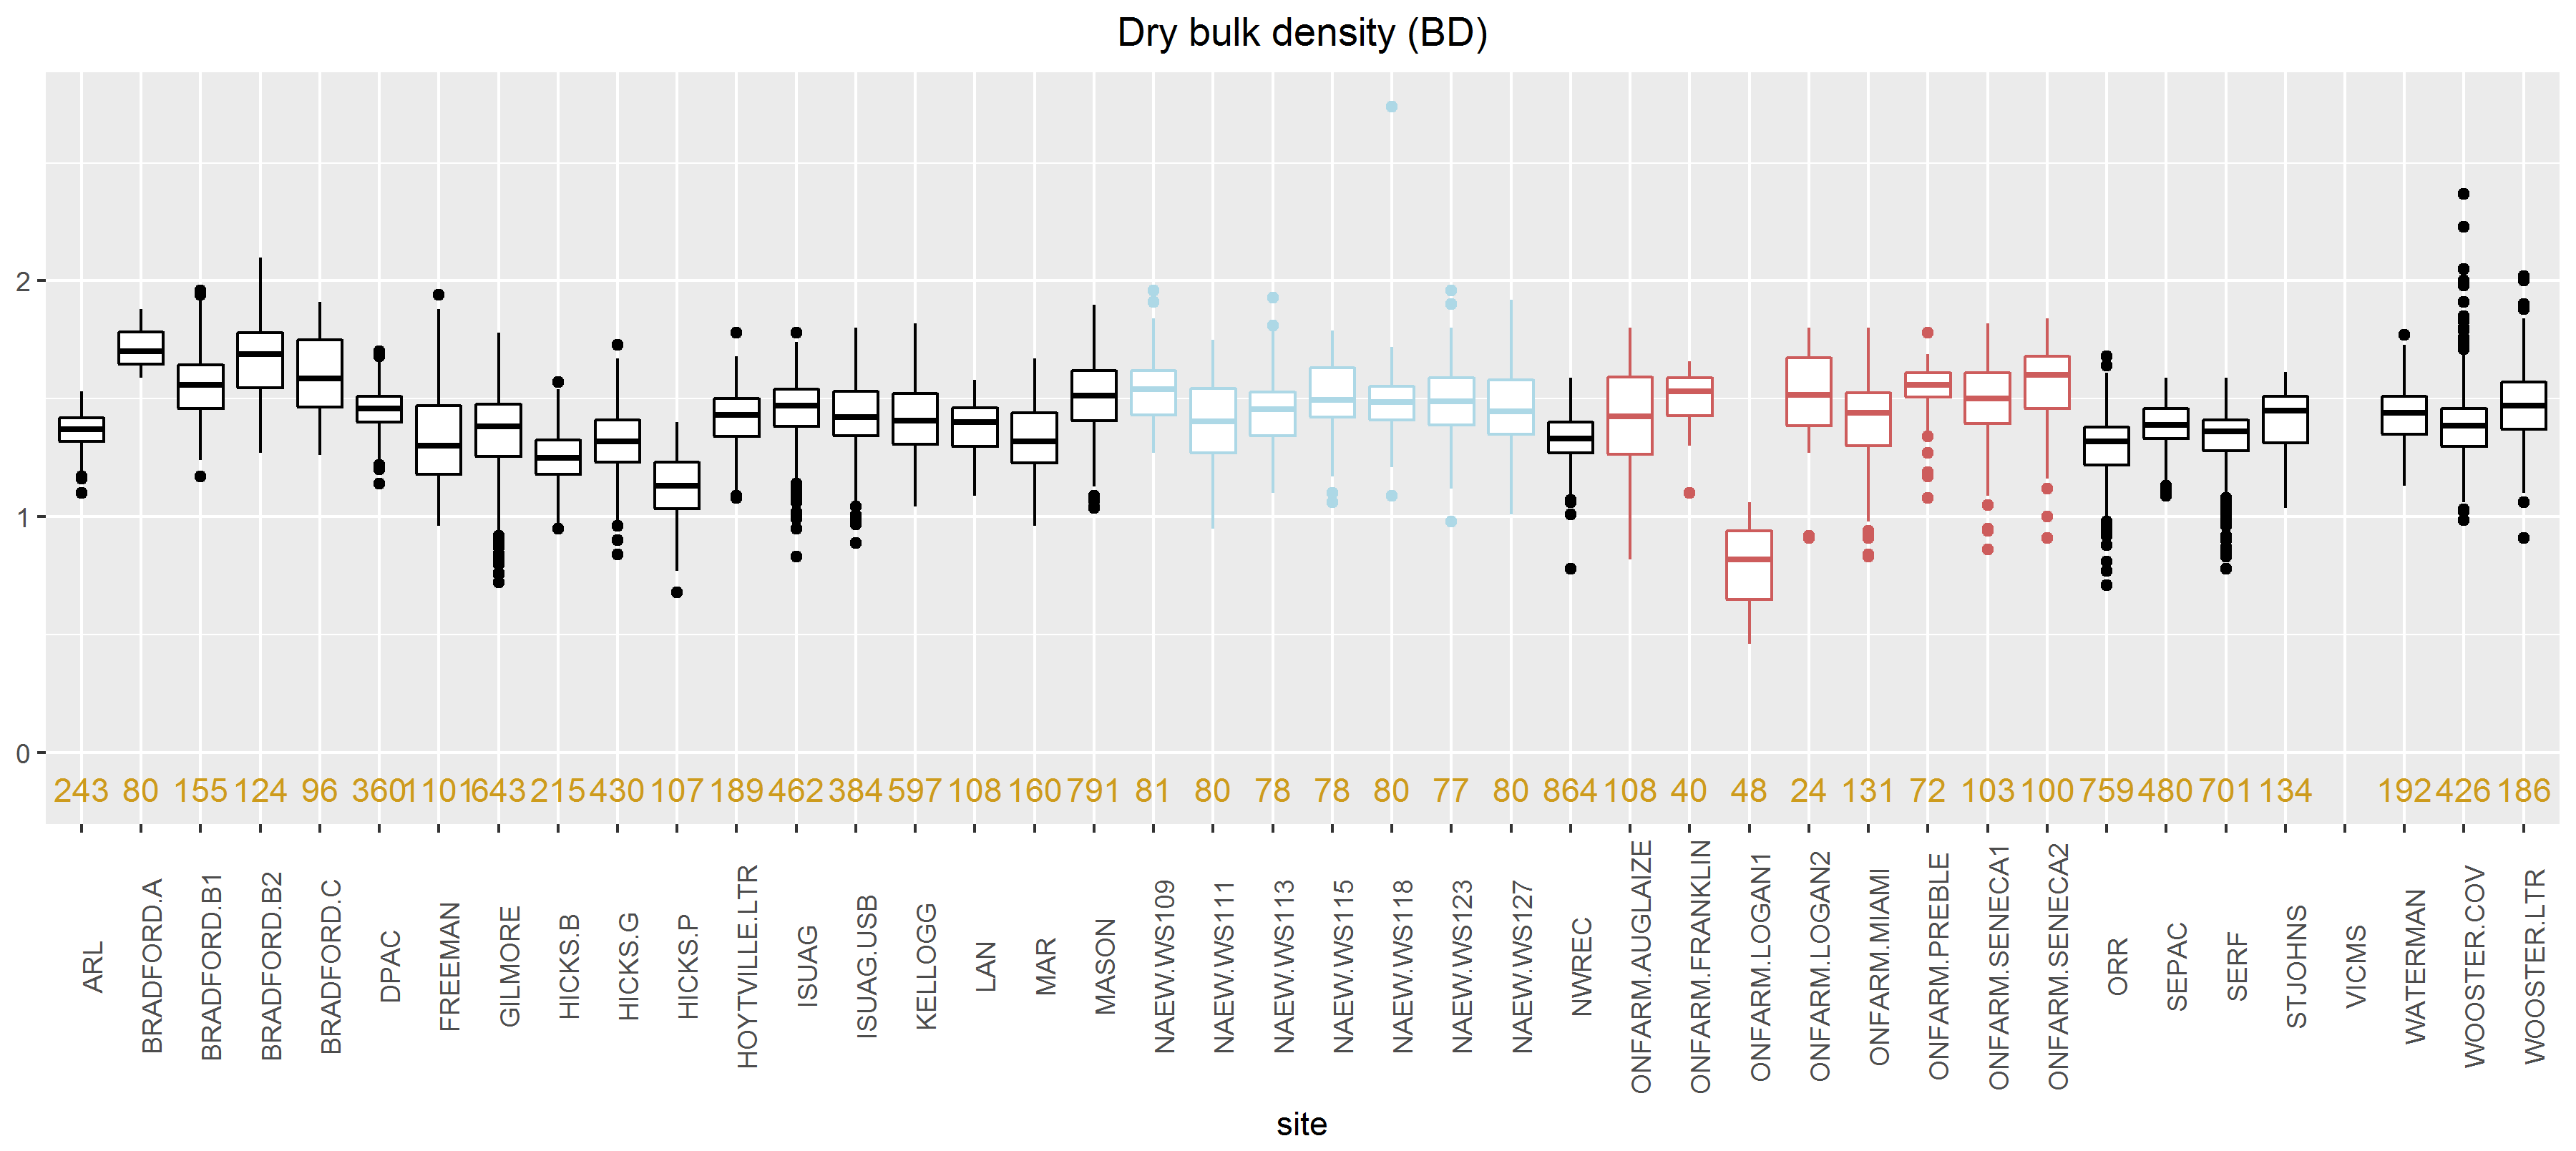 Dry bulk density (BD)
2
1
0
243 80 155 124 96 360 1101 643 215 430 107 189 462 384 597 108 160 791 81 80 78 78 80 77 80 864 108 40 48 24 131 72 103 100 759 480 701 134 192 426 186
ARL
BRADFORD.A
BRADFORD.B1
BRADFORD.B2
BRADFORD.C
DPAC
FREEMAN
GILMORE
HICKS.B
HICKS.G
HICKS.P
HOYTVILLE.LTR
ISUAG
ISUAG.USB
KELLOGG
LAN
MAR
MASON
NAEW.WS109
NAEW.WS111
NAEW.WS113
NAEW.WS115
NAEW.WS118
NAEW.WS123
NAEW.WS127
NWREC
ONFARM.AUGLAIZE
ONFARM.FRANKLIN
ONFARM.LOGAN1
ONFARM.LOGAN2
ONFARM.MIAMI
ONFARM.PREBLE
ONFARM.SENECA1
ONFARM.SENECA2
ORR
SEPAC
SERF
STJOHNS
VICMS
WATERMAN
WOOSTER.COV
WOOSTER.LTR
site